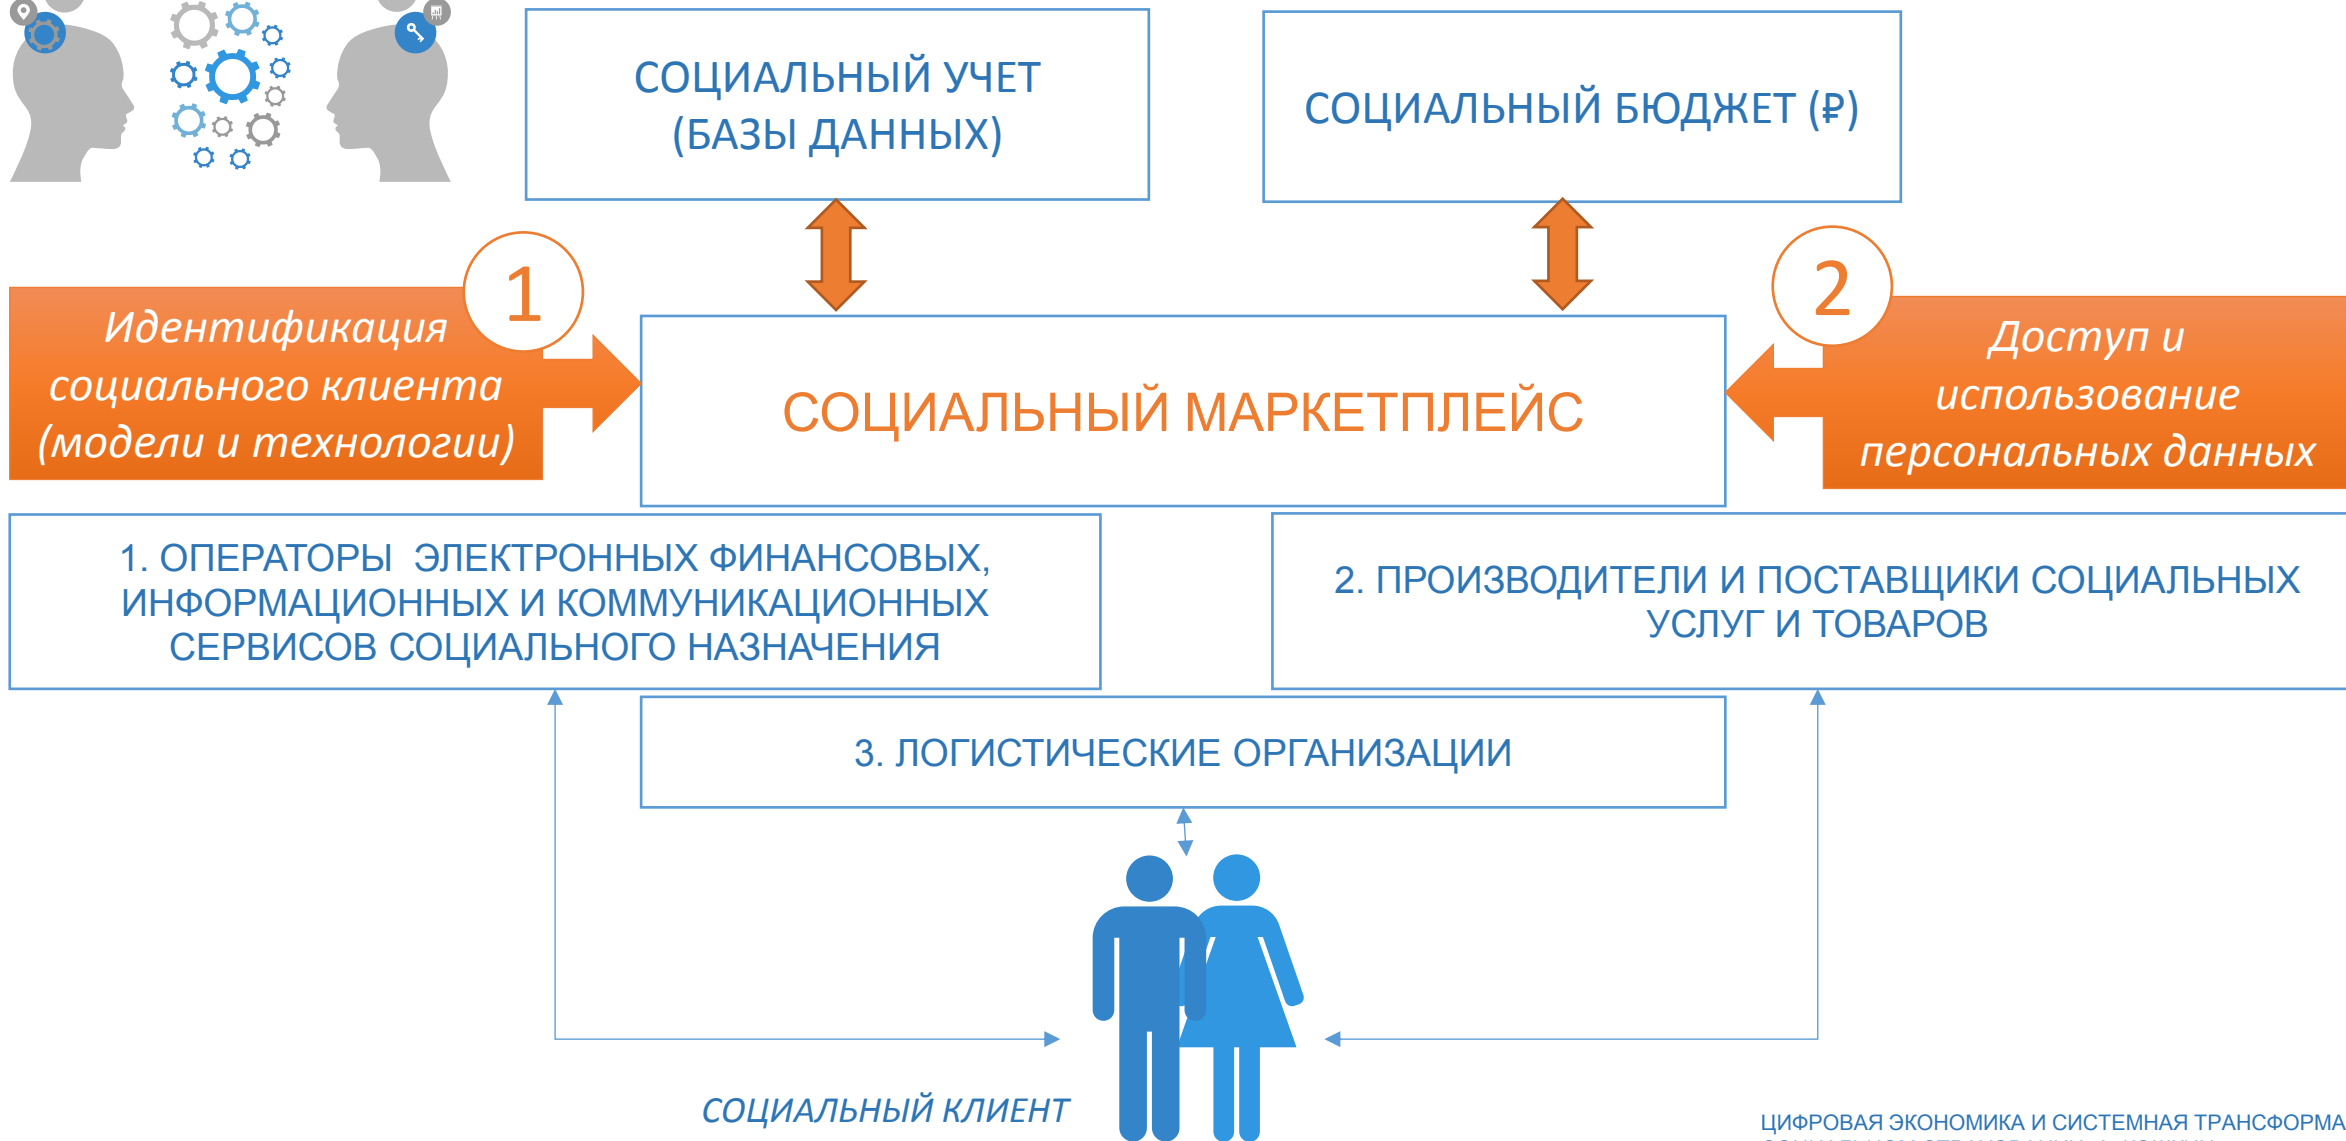 СОЦИАЛЬНЫЙ УЧЕТ
(БАЗЫ ДАННЫХ)
СОЦИАЛЬНЫЙ БЮДЖЕТ (₽)
1
Идентификация
социального клиента
(модели и технологии)
2
Доступ и
использование
персональных данных
СОЦИАЛЬНЫЙ МАРКЕТПЛЕЙС
1. ОПЕРАТОРЫ ЭЛЕКТРОННЫХ ФИНАНСОВЫХ,
ИНФОРМАЦИОННЫХ И КОММУНИКАЦИОННЫХ
СЕРВИСОВ СОЦИАЛЬНОГО НАЗНАЧЕНИЯ
2. ПРОИЗВОДИТЕЛИ И ПОСТАВЩИКИ СОЦИАЛЬНЫХ
УСЛУГ И ТОВАРОВ
3. ЛОГИСТИЧЕСКИЕ ОРГАНИЗАЦИИ
СОЦИАЛЬНЫЙ КЛИЕНТ
ЦИФРОВАЯ ЭКОНОМИКА И СИСТЕМНАЯ ТРАНСФОРМА